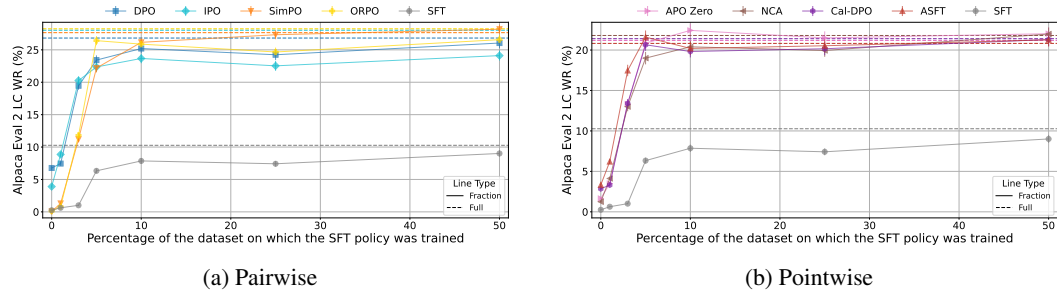 DPO IPO SimPO ORPO SFT
Alpaca Eval 2 LC WR (%)
25
20
15
10
5
0
Line Type
Fraction
Full
0 10 20 30 40 50
Percentage of the dataset on which the SFT policy was trained
(a) Pairwise
APO Zero NCA Cal-DPO ASFT SFT
Alpaca Eval 2 LC WR (%)
20
15
10
5
0
Line Type
Fraction
Full
0 10 20 30 40 50
Percentage of the dataset on which the SFT policy was trained
(b) Pointwise